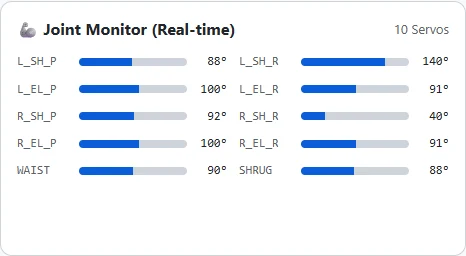 Joint Monitor (Real-time) 10 Servos
L_SH_P 88° L_SH_R 140°
L_EL_P 100° L_EL_R 91°
R_SH_P 92° R_SH_R 40°
R_EL_P 100° R_EL_R 91°
WAIST 90° SHRUG 88°